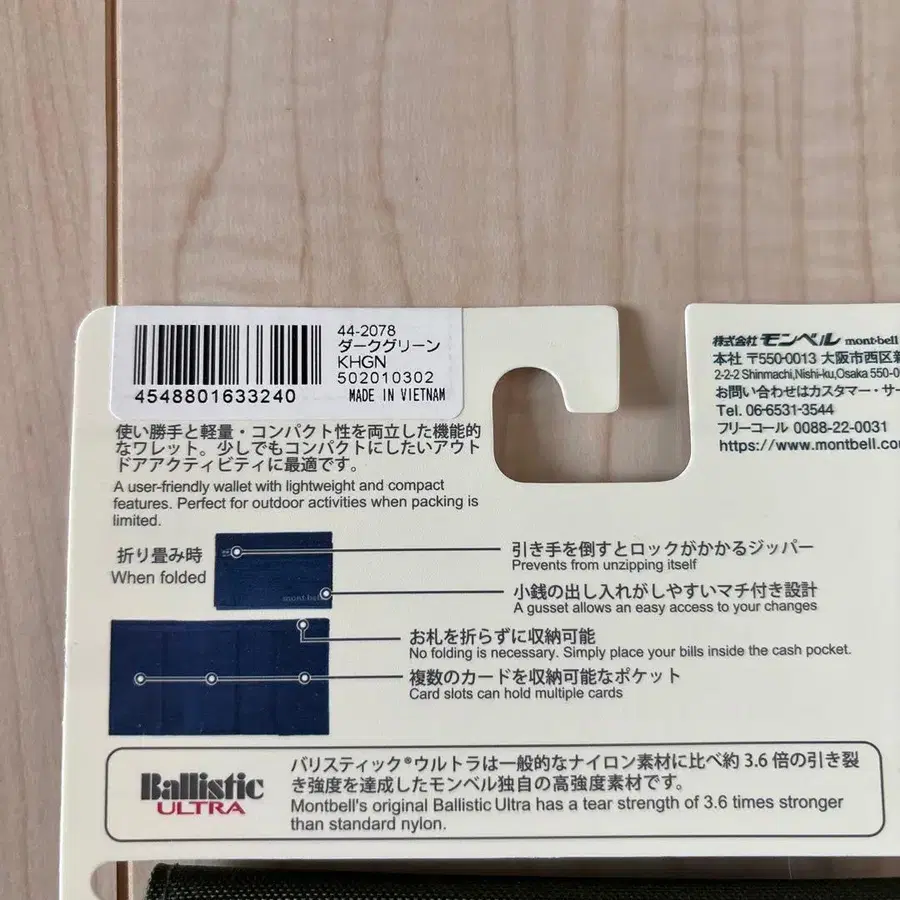 44-2078
ダークグリーン
KHGN
502010302
4548801633240
MADE IN VIETNAM
株式会社 モンベル mont-bell
本社 〒550-0013 大阪市西区新
2-2-2 Shinmachi,Nishi-ku,Osaka 550-0
お問い合わせはカスタマー・サー
Tel. 06-6531-3544
フリーコール 0088-22-0031
https://www.montbell.co
使い勝手と軽量・コンパクト性を両立した機能的
なワレット。少しでもコンパクトにしたいアウト
ドアアクティビティに最適です。
A user-friendly wallet with lightweight and compact
features. Perfect for outdoor activities when packing is
limited.
折り畳み時
When folded
mont-bell
引き手を倒すとロックがかかるジッパー
Prevents from unzipping itself
小銭の出し入れがしやすいマチ付き設計
A gusset allows an easy access to your changes
お札を折らずに収納可能
No folding is necessary. Simply place your bills inside the cash pocket.
複数のカードを収納可能なポケット
Card slots can hold multiple cards
Ballistic
ULTRA
バリスティック®ウルトラは一般的なナイロン素材に比べ約 3.6 倍の引き裂
き強度を達成したモンベル独自の高強度素材です。
Montbell's original Ballistic Ultra has a tear strength of 3.6 times stronger
than standard nylon.